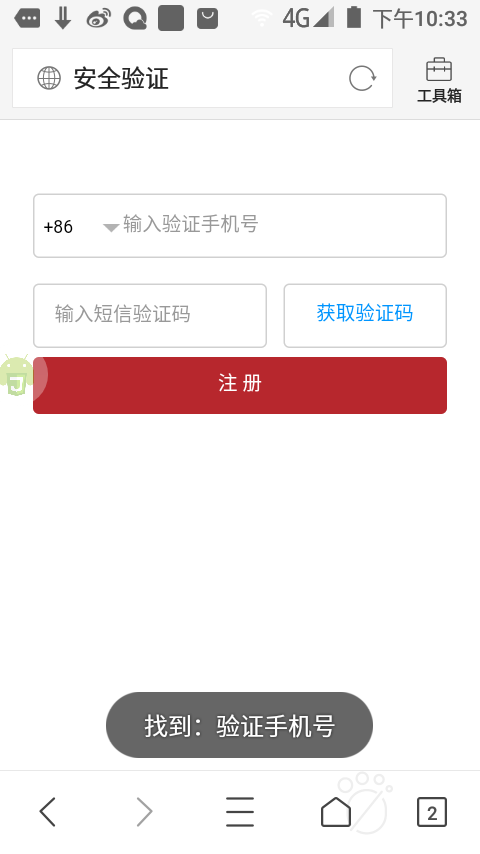 4G 下午10:33
安全验证
工具箱
+86 输入验证手机号
输入短信验证码 获取验证码
注 册
找到：验证手机号
2